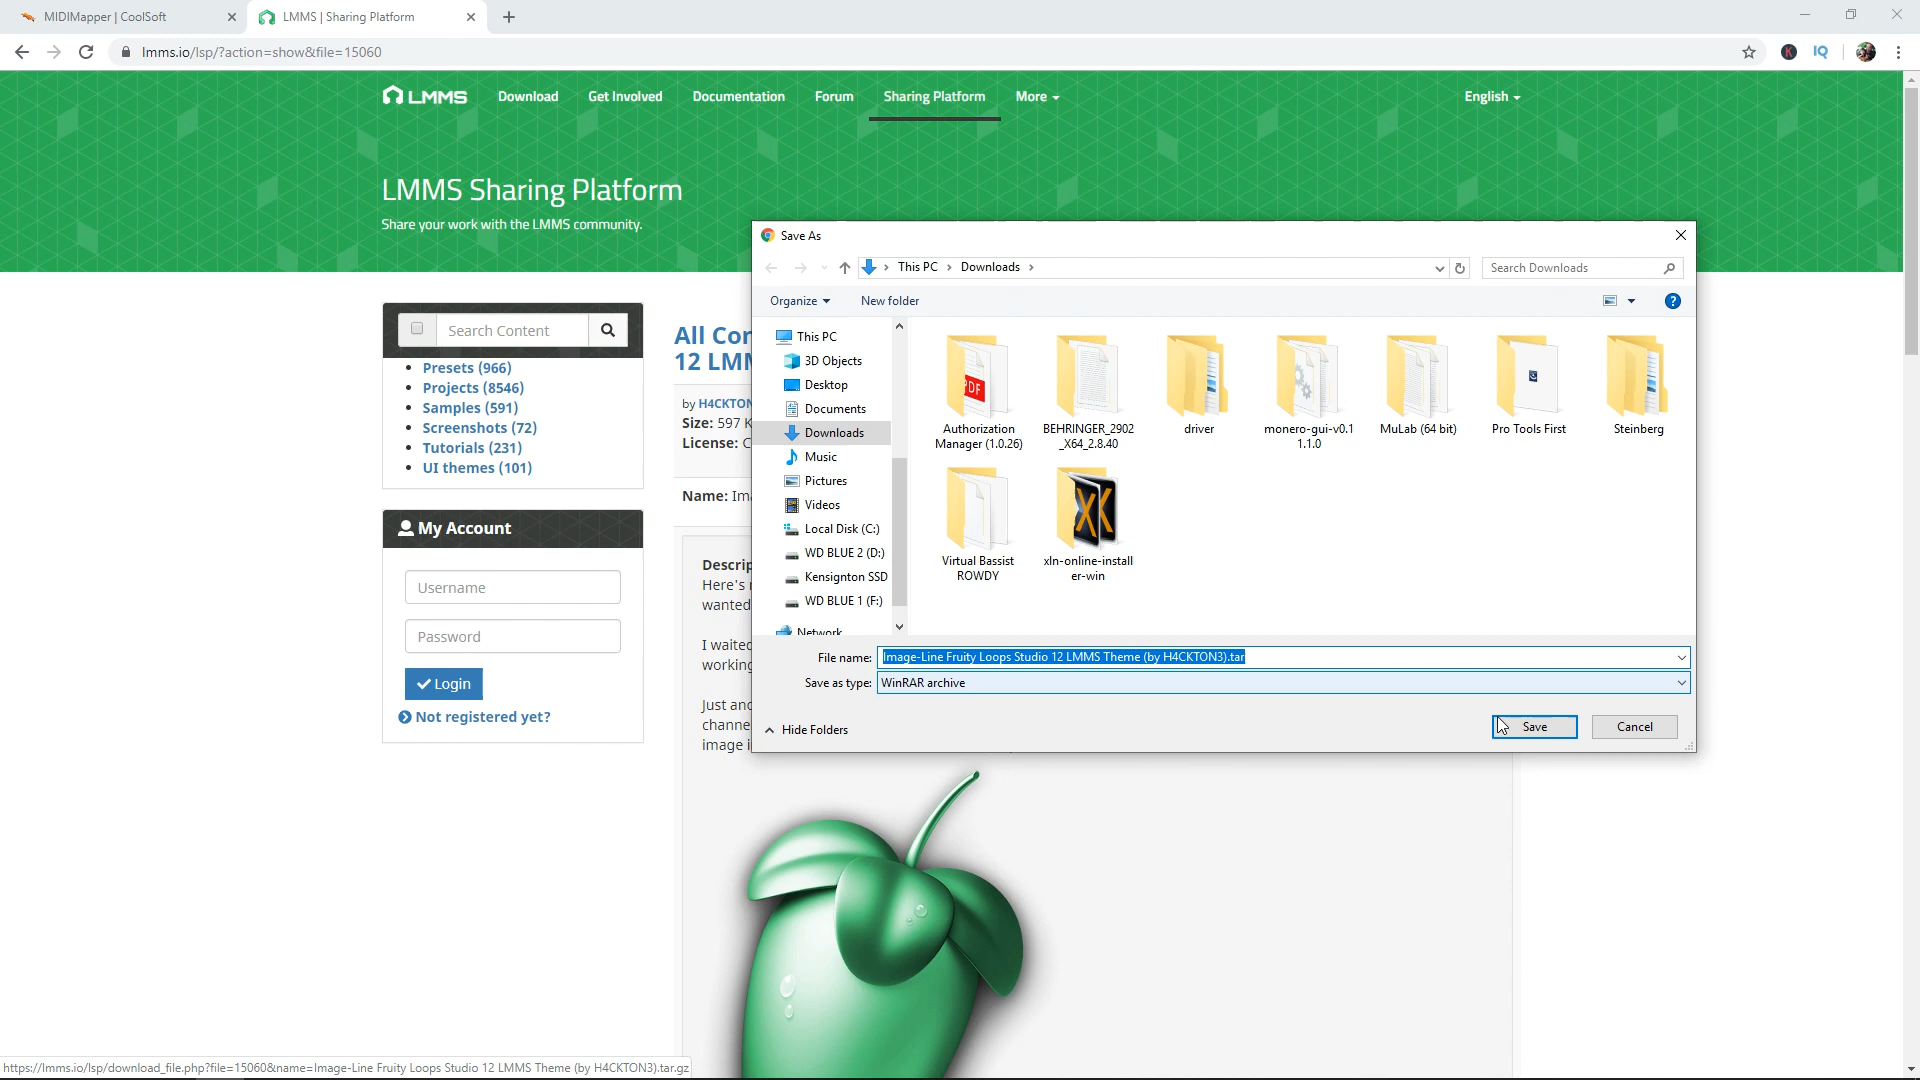 MIDIMapper | CoolSoft
LMMS | Sharing Platform
lmms.io/lsp/?action=show&file=15060
K
IQ
LMMS
Download
Get Involved
Documentation
Forum
Sharing Platform
More
English
LMMS Sharing Platform
Share your work with the LMMS community.
Search Content
Presets (966)
Projects (8546)
Samples (591)
Screenshots (72)
Tutorials (231)
UI themes (101)
My Account
Username
Password
Login
Not registered yet?
All Con
12 LMM
by H4CKTON
Size: 597 K
License: C
Name: Ima
Descrip
Here's
wanted
I waited
working
Just and
channe
image i
Save As
This PC
Downloads
Search Downloads
Organize
New folder
?
This PC
3D Objects
Desktop
Documents
Downloads
Music
Pictures
Videos
Local Disk (C:)
WD BLUE 2 (D:)
Kensignton SSD
WD BLUE 1 (F:)
Network
PDF
Authorization
Manager (1.0.26)
BEHRINGER_2902
_X64_2.8.40
driver
monero-gui-v0.1
1.1.0
MuLab (64 bit)
Pro Tools First
Steinberg
Virtual Bassist
ROWDY
xln-online-install
er-win
File name: Image-Line Fruity Loops Studio 12 LMMS Theme (by H4CKTON3).tar
Save as type: WinRAR archive
Hide Folders
Save
Cancel
https://lmms.io/lsp/download_file.php?file=15060&name=Image-Line Fruity Loops Studio 12 LMMS Theme (by H4CKTON3).tar.gz